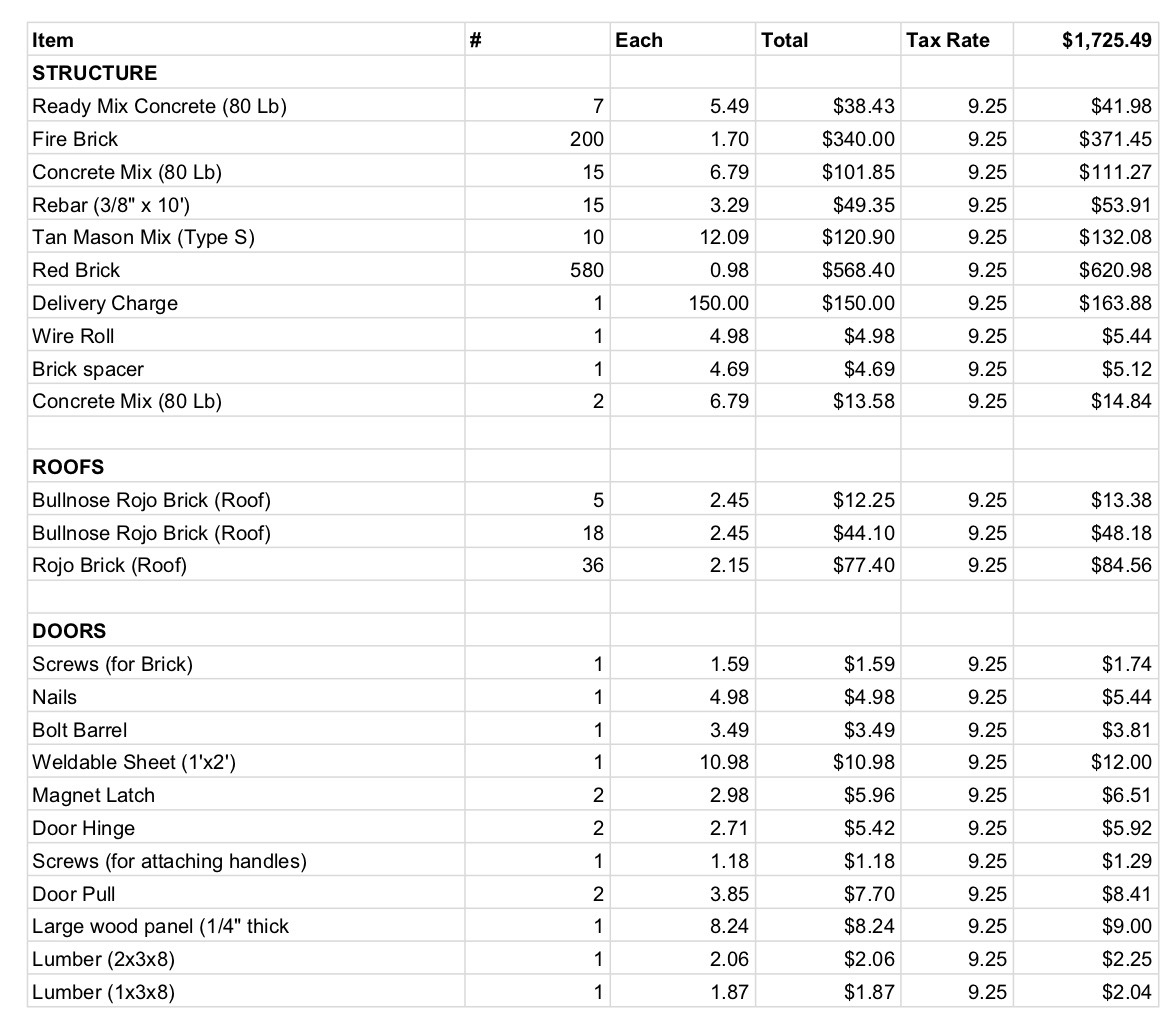 Item # Each Total Tax Rate $1,725.49
STRUCTURE
Ready Mix Concrete (80 Lb) 7 5.49 $38.43 9.25 $41.98
Fire Brick 200 1.70 $340.00 9.25 $371.45
Concrete Mix (80 Lb) 15 6.79 $101.85 9.25 $111.27
Rebar (3/8" x 10') 15 3.29 $49.35 9.25 $53.91
Tan Mason Mix (Type S) 10 12.09 $120.90 9.25 $132.08
Red Brick 580 0.98 $568.40 9.25 $620.98
Delivery Charge 1 150.00 $150.00 9.25 $163.88
Wire Roll 1 4.98 $4.98 9.25 $5.44
Brick spacer 1 4.69 $4.69 9.25 $5.12
Concrete Mix (80 Lb) 2 6.79 $13.58 9.25 $14.84
ROOFS
Bullnose Rojo Brick (Roof) 5 2.45 $12.25 9.25 $13.38
Bullnose Rojo Brick (Roof) 18 2.45 $44.10 9.25 $48.18
Rojo Brick (Roof) 36 2.15 $77.40 9.25 $84.56
DOORS
Screws (for Brick) 1 1.59 $1.59 9.25 $1.74
Nails 1 4.98 $4.98 9.25 $5.44
Bolt Barrel 1 3.49 $3.49 9.25 $3.81
Weldable Sheet (1'x2') 1 10.98 $10.98 9.25 $12.00
Magnet Latch 2 2.98 $5.96 9.25 $6.51
Door Hinge 2 2.71 $5.42 9.25 $5.92
Screws (for attaching handles) 1 1.18 $1.18 9.25 $1.29
Door Pull 2 3.85 $7.70 9.25 $8.41
Large wood panel (1/4" thick 1 8.24 $8.24 9.25 $9.00
Lumber (2x3x8) 1 2.06 $2.06 9.25 $2.25
Lumber (1x3x8) 1 1.87 $1.87 9.25 $2.04